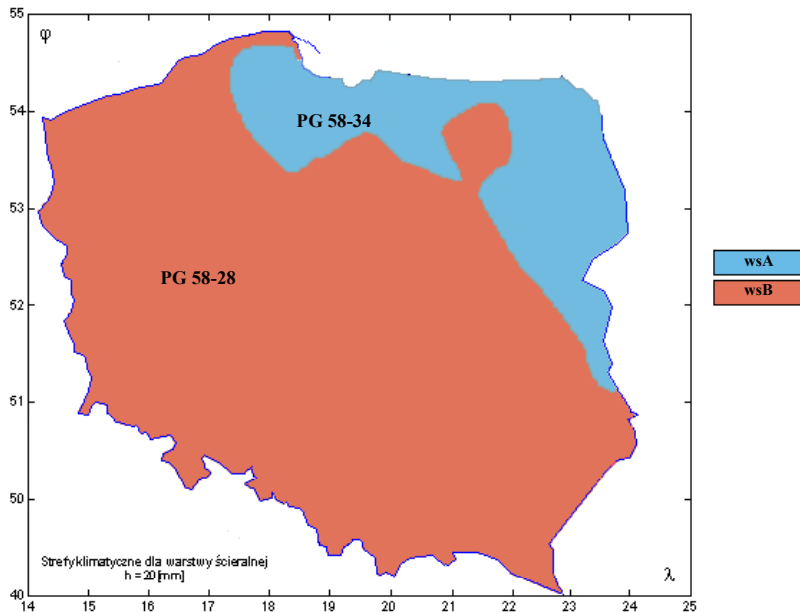 55
φ
54
PG 58-34
53
wsA
PG 58-28
wsB
52
51
50
Strefy klimatyczne dla warstwy ścieralnej
h = 20 [mm]
λ
40
14 15 16 17 18 19 20 21 22 23 24 25